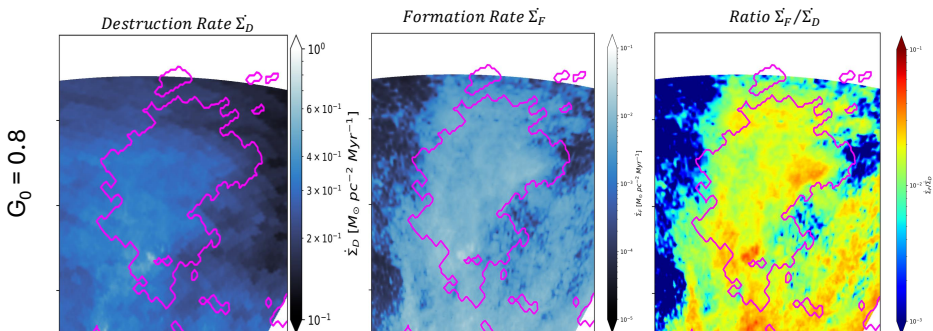 Destruction Rate Σ̇_D
Formation Rate Σ̇_F
Ratio Σ̇_F/Σ̇_D
G₀ = 0.8
10⁰
6 × 10⁻¹
4 × 10⁻¹
3 × 10⁻¹
2 × 10⁻¹
10⁻¹
Σ̇_D [M⊙ pc⁻² Myr⁻¹]
10⁻¹
10⁻²
10⁻³
10⁻⁴
10⁻⁵
Σ̇_F [M⊙ pc⁻² Myr⁻¹]
10⁻¹
10⁻²
10⁻³
Σ̇_F/Σ̇_D